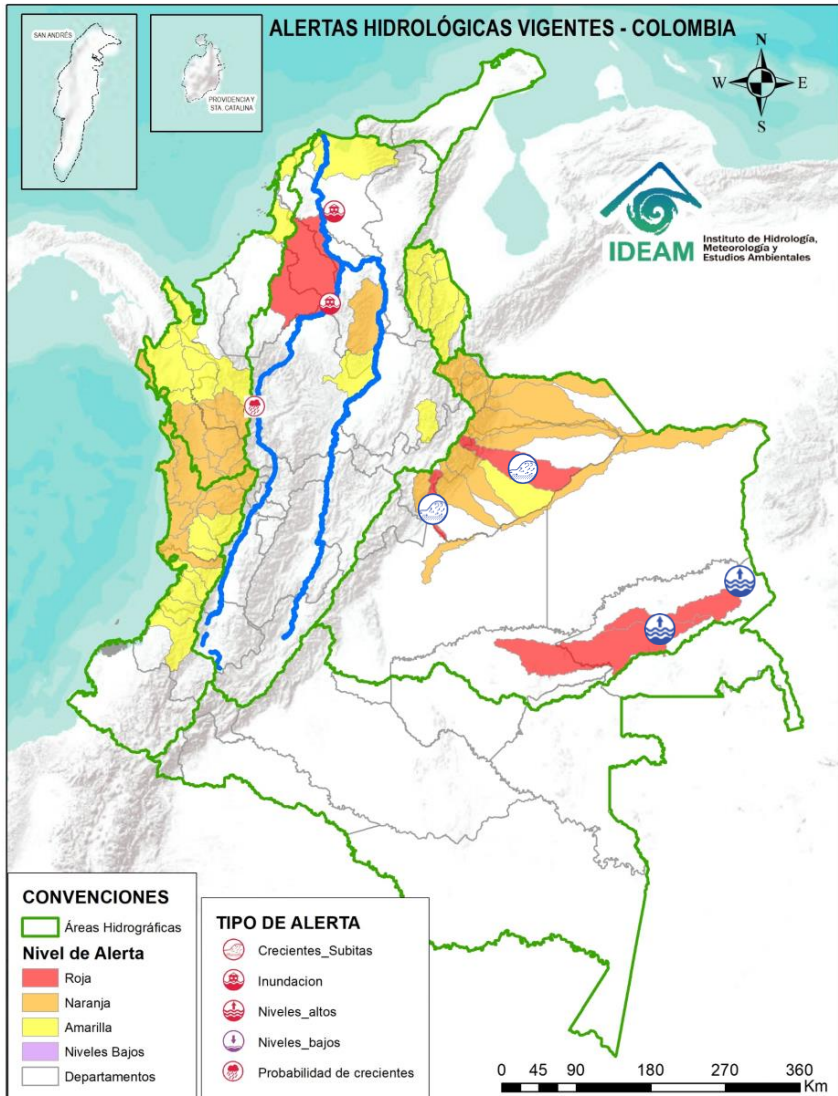 ALERTAS HIDROLÓGICAS VIGENTES - COLOMBIA
SAN ANDRÉS
PROVIDENCIA Y
STA. CATALINA
N
W
E
S
IDEAM
Instituto de Hidrología,
Meteorología y
Estudios Ambientales
CONVENCIONES
Áreas Hidrográficas
Nivel de Alerta
Roja
Naranja
Amarilla
Niveles Bajos
Departamentos
TIPO DE ALERTA
Crecientes_Subitas
Inundacion
Niveles_altos
Niveles_bajos
Probabilidad de crecientes
0 45 90 180 270 360
Km